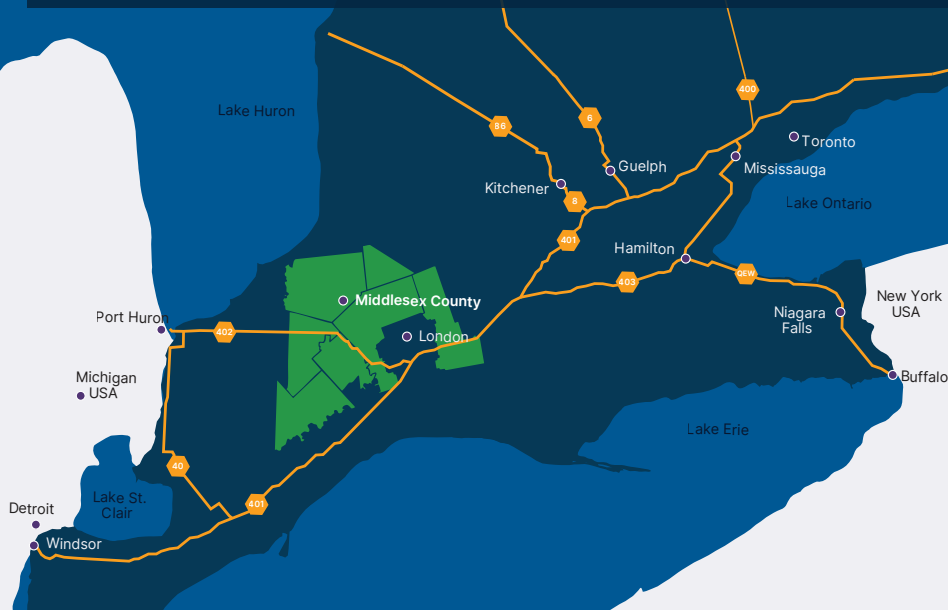 400
Lake Huron
6
86
Toronto
Mississauga
Guelph
Kitchener
8
Lake Ontario
401
Hamilton
QEW
403
Middlesex County
New York
USA
Port Huron
Niagara
Falls
402
London
Michigan
USA
Buffalo
Lake Erie
40
Lake St.
Clair
401
Detroit
Windsor